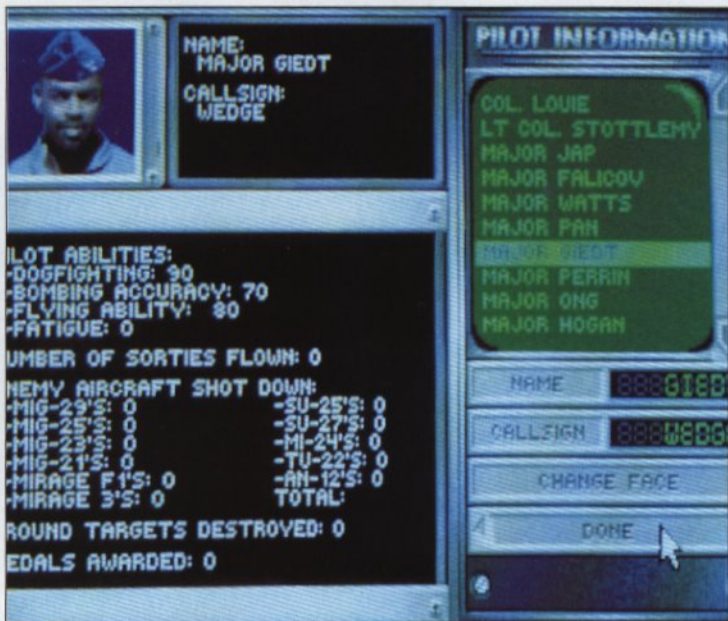 NAME:
MAJOR GIEDT
CALLSIGN:
WEDGE
ILOT ABILITIES:
-DOGFIGHTING: 90
-BOMBING ACCURACY: 70
-FLYING ABILITY: 80
-FATIGUE: 0
UMBER OF SORTIES FLOWN: 0
NEMY AIRCRAFT SHOT DOWN:
-MIG-29'S: 0 -SU-25'S: 0
-MIG-25'S: 0 -SU-27'S: 0
-MIG-23'S: 0 -MI-24'S: 0
-MIG-21'S: 0 -TU-22'S: 0
-MIRAGE F1'S: 0 -AN-12'S: 0
-MIRAGE 3'S: 0 TOTAL:
ROUND TARGETS DESTROYED: 0
EDALS AWARDED: 0
PILOT INFORMATION
COL. LOUIE
LT COL. STOTTLEMY
MAJOR JAP
MAJOR FALICOV
MAJOR WATTS
MAJOR PAN
MAJOR GIEDT
MAJOR PERRIN
MAJOR ONG
MAJOR HOGAN
NAME GIED
CALLSIGN WEDG
CHANGE FACE
DONE